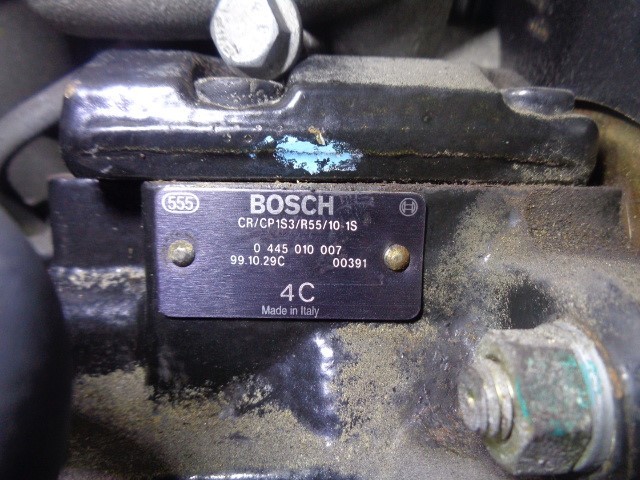 555 BOSCH
CR/CP1S3/R55/10-1S
0 445 010 007
99.10.29C 00391
4C
Made in Italy